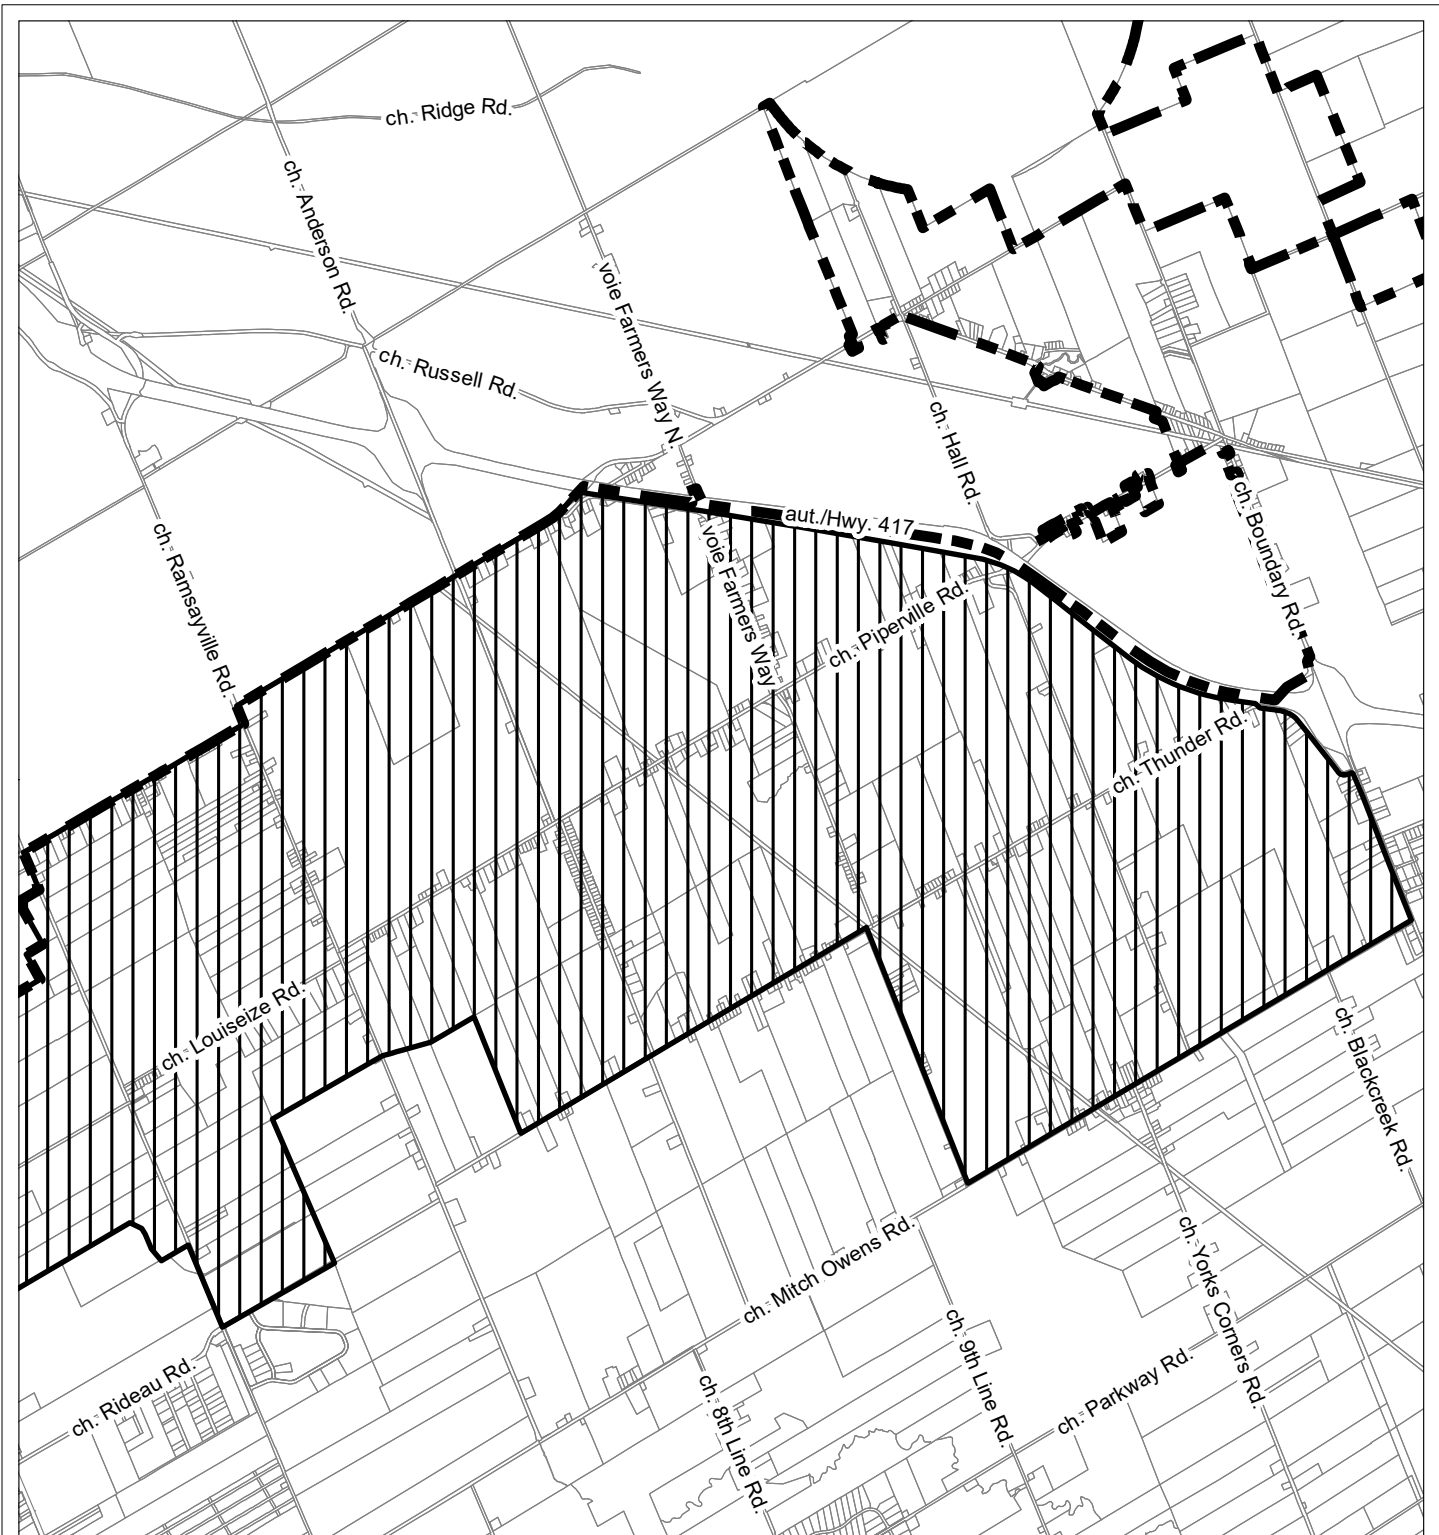 ch. Ridge Rd.
ch. Anderson Rd.
voie Farmers Way N.
ch. Russell Rd.
ch. Hall Rd.
ch. Boundary Rd.
aut./Hwy. 417
ch. Ramsayville Rd.
voie Farmers Way
ch. Piperville Rd.
ch. Thunder Rd.
ch. Louiseize Rd.
ch. Blackcreek Rd.
ch. Mitch Owens Rd.
ch. Yorks Corners Rd.
ch. 9th Line Rd.
ch. Rideau Rd.
ch. Parkway Rd.
ch. 8th Line Rd.